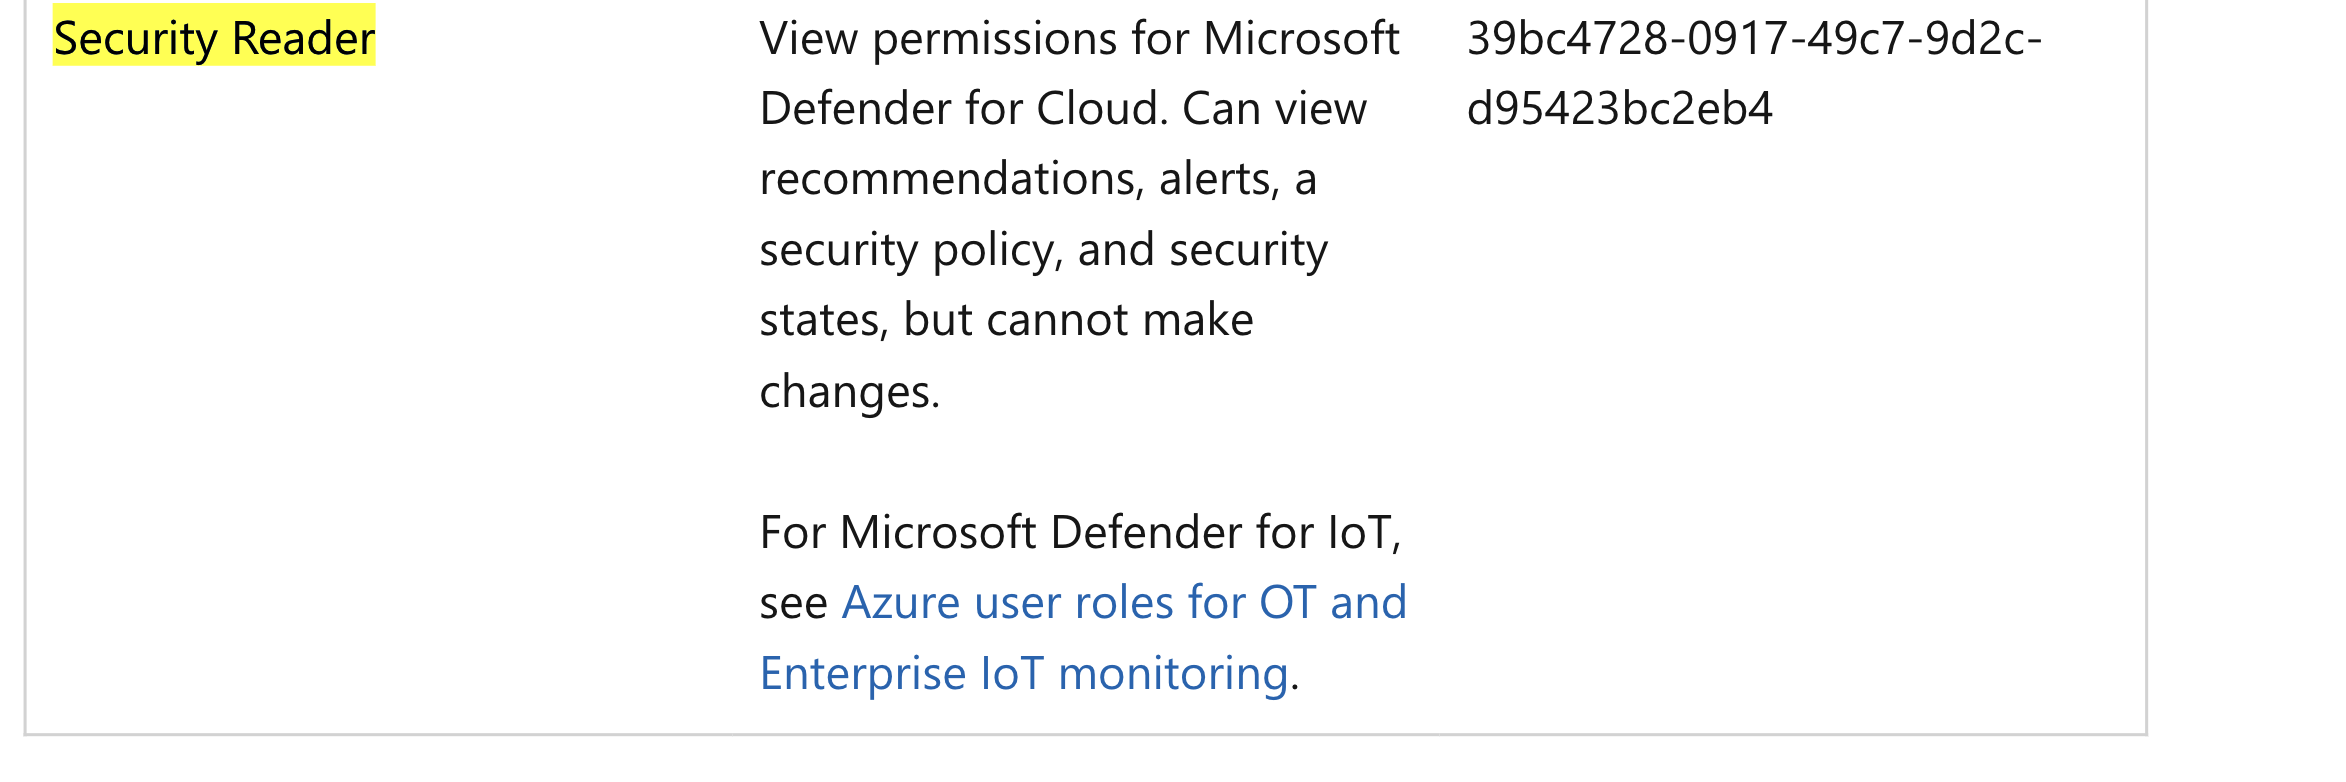 Security Reader
View permissions for Microsoft
Defender for Cloud. Can view
recommendations, alerts, a
security policy, and security
states, but cannot make
changes.
For Microsoft Defender for IoT,
see Azure user roles for OT and
Enterprise IoT monitoring.
39bc4728-0917-49c7-9d2c-
d95423bc2eb4